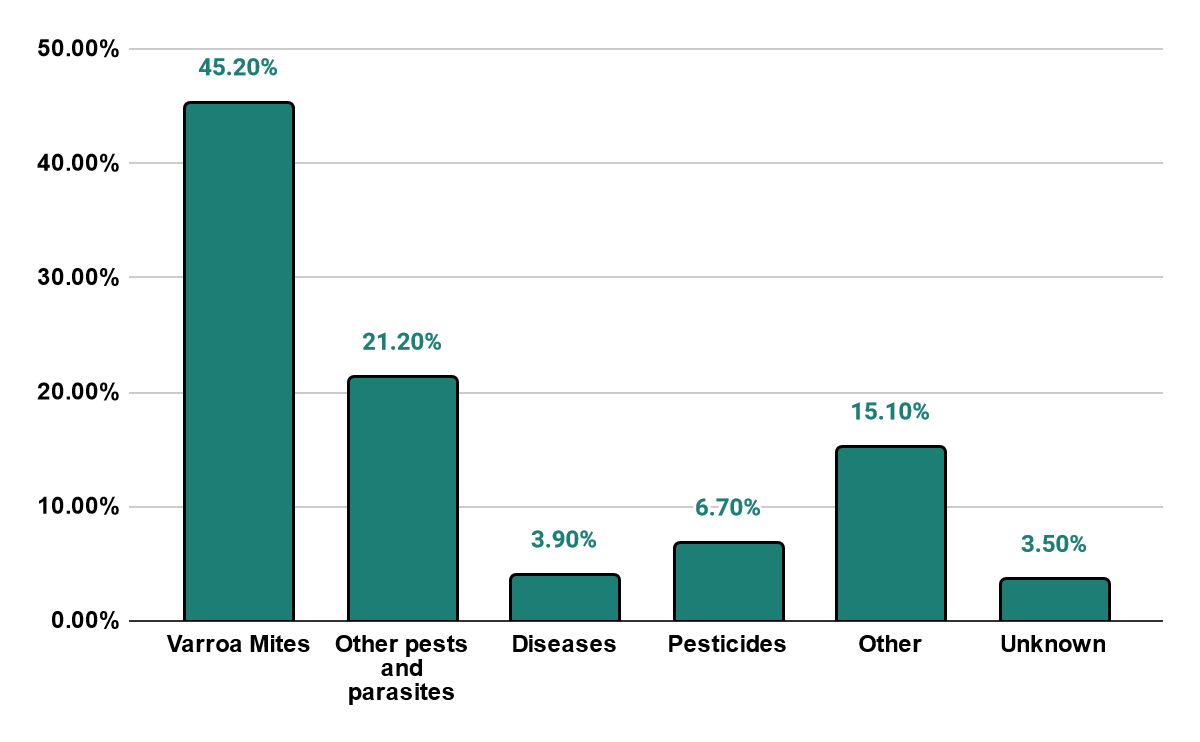 50.00%
40.00%
30.00%
20.00%
10.00%
0.00%
45.20%
21.20%
3.90%
6.70%
15.10%
3.50%
Varroa Mites
Other pests
and
parasites
Diseases
Pesticides
Other
Unknown